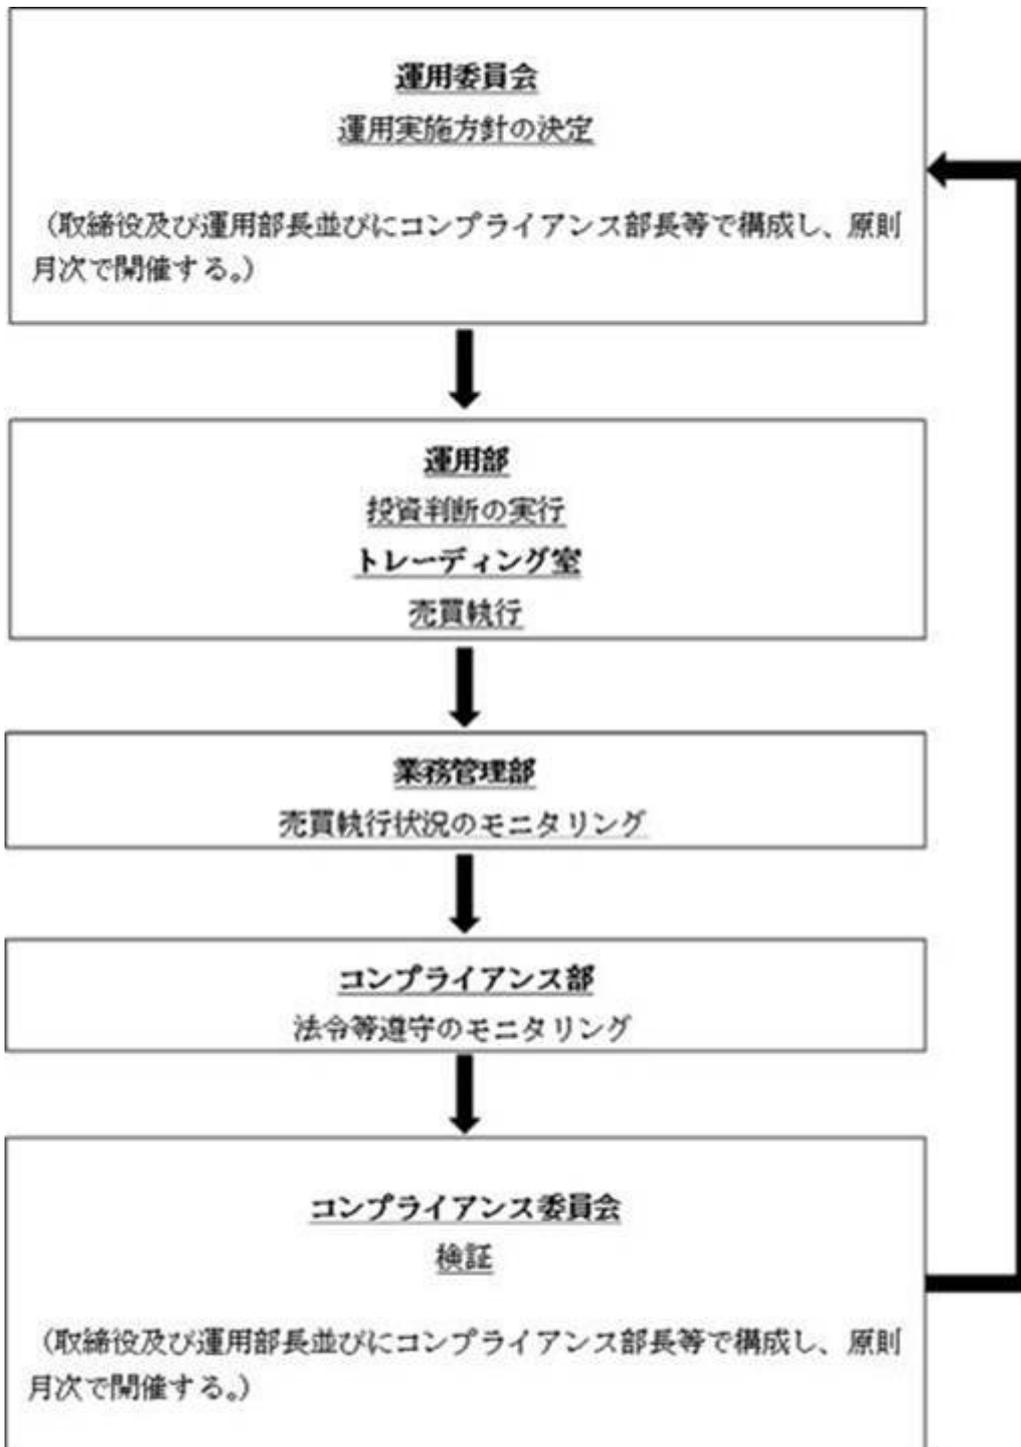 運用委員会
運用実施方針の決定
（取締役及び運用部長並びにコンプライアンス部長等で構成し、原則
月次で開催する。）
運用部
投資判断の実行
トレーディング室
売買執行
業務管理部
売買執行状況のモニタリング
コンプライアンス部
法令等遵守のモニタリング
コンプライアンス委員会
検証
（取締役及び運用部長並びにコンプライアンス部長等で構成し、原則
月次で開催する。）